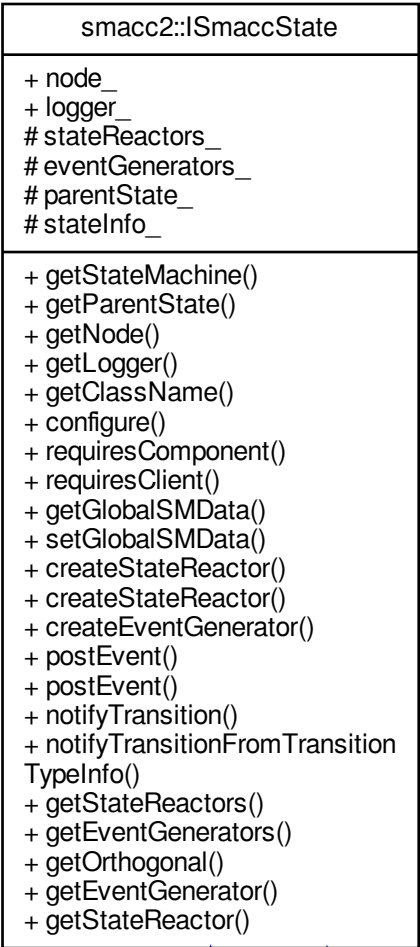 smacc2::ISmaccState
+ node_
+ logger_
# stateReactors_
# eventGenerators_
# parentState_
# stateInfo_
+ getStateMachine()
+ getParentState()
+ getNode()
+ getLogger()
+ getClassName()
+ configure()
+ requiresComponent()
+ requiresClient()
+ getGlobalSMData()
+ setGlobalSMData()
+ createStateReactor()
+ createStateReactor()
+ createEventGenerator()
+ postEvent()
+ postEvent()
+ notifyTransition()
+ notifyTransitionFromTransition
TypeInfo()
+ getStateReactors()
+ getEventGenerators()
+ getOrthogonal()
+ getEventGenerator()
+ getStateReactor()